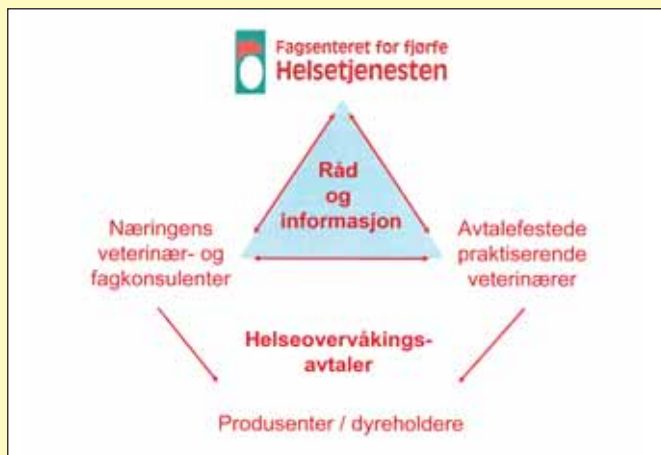 Fagsenteret for fjørfe
Helsetjenesten
Råd
og
informasjon
Næringens
veterinær- og
fagkonsulenter
Avtalefestede
praktiserende
veterinærer
Helseovervåkings-
avtaler
Produsenter / dyreholdere